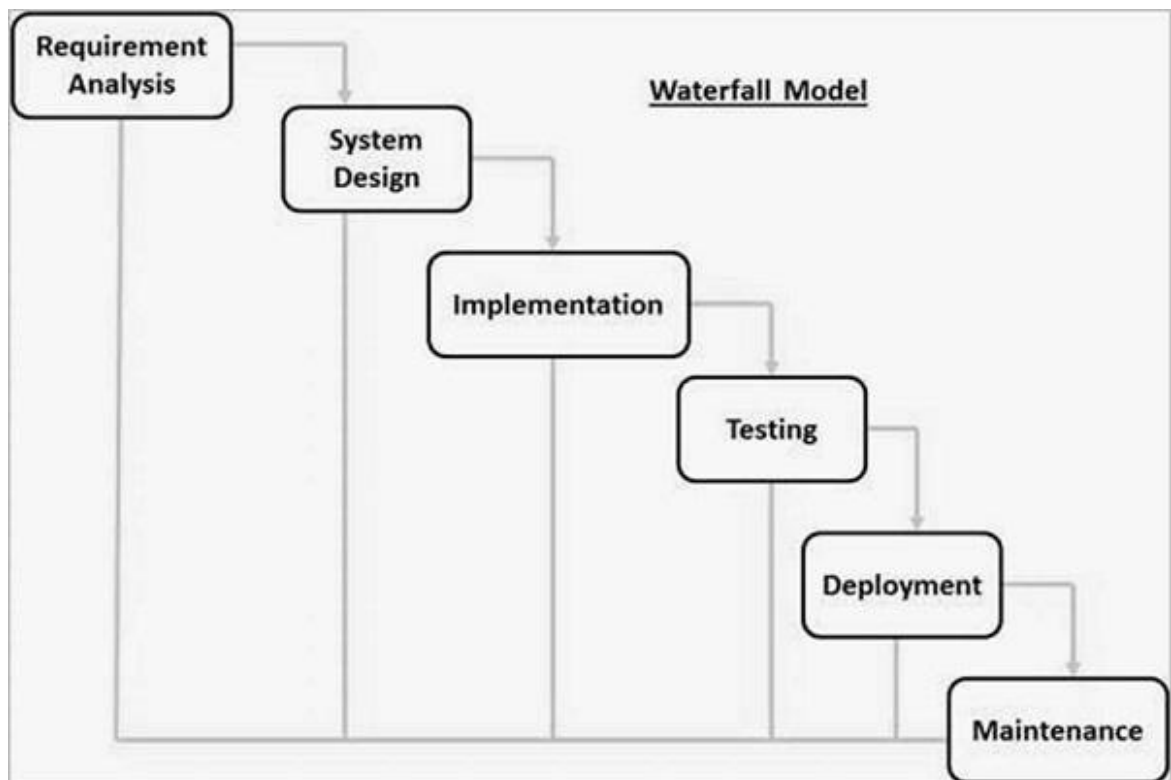 Requirement
Analysis
Waterfall Model
System
Design
Implementation
Testing
Deployment
Maintenance